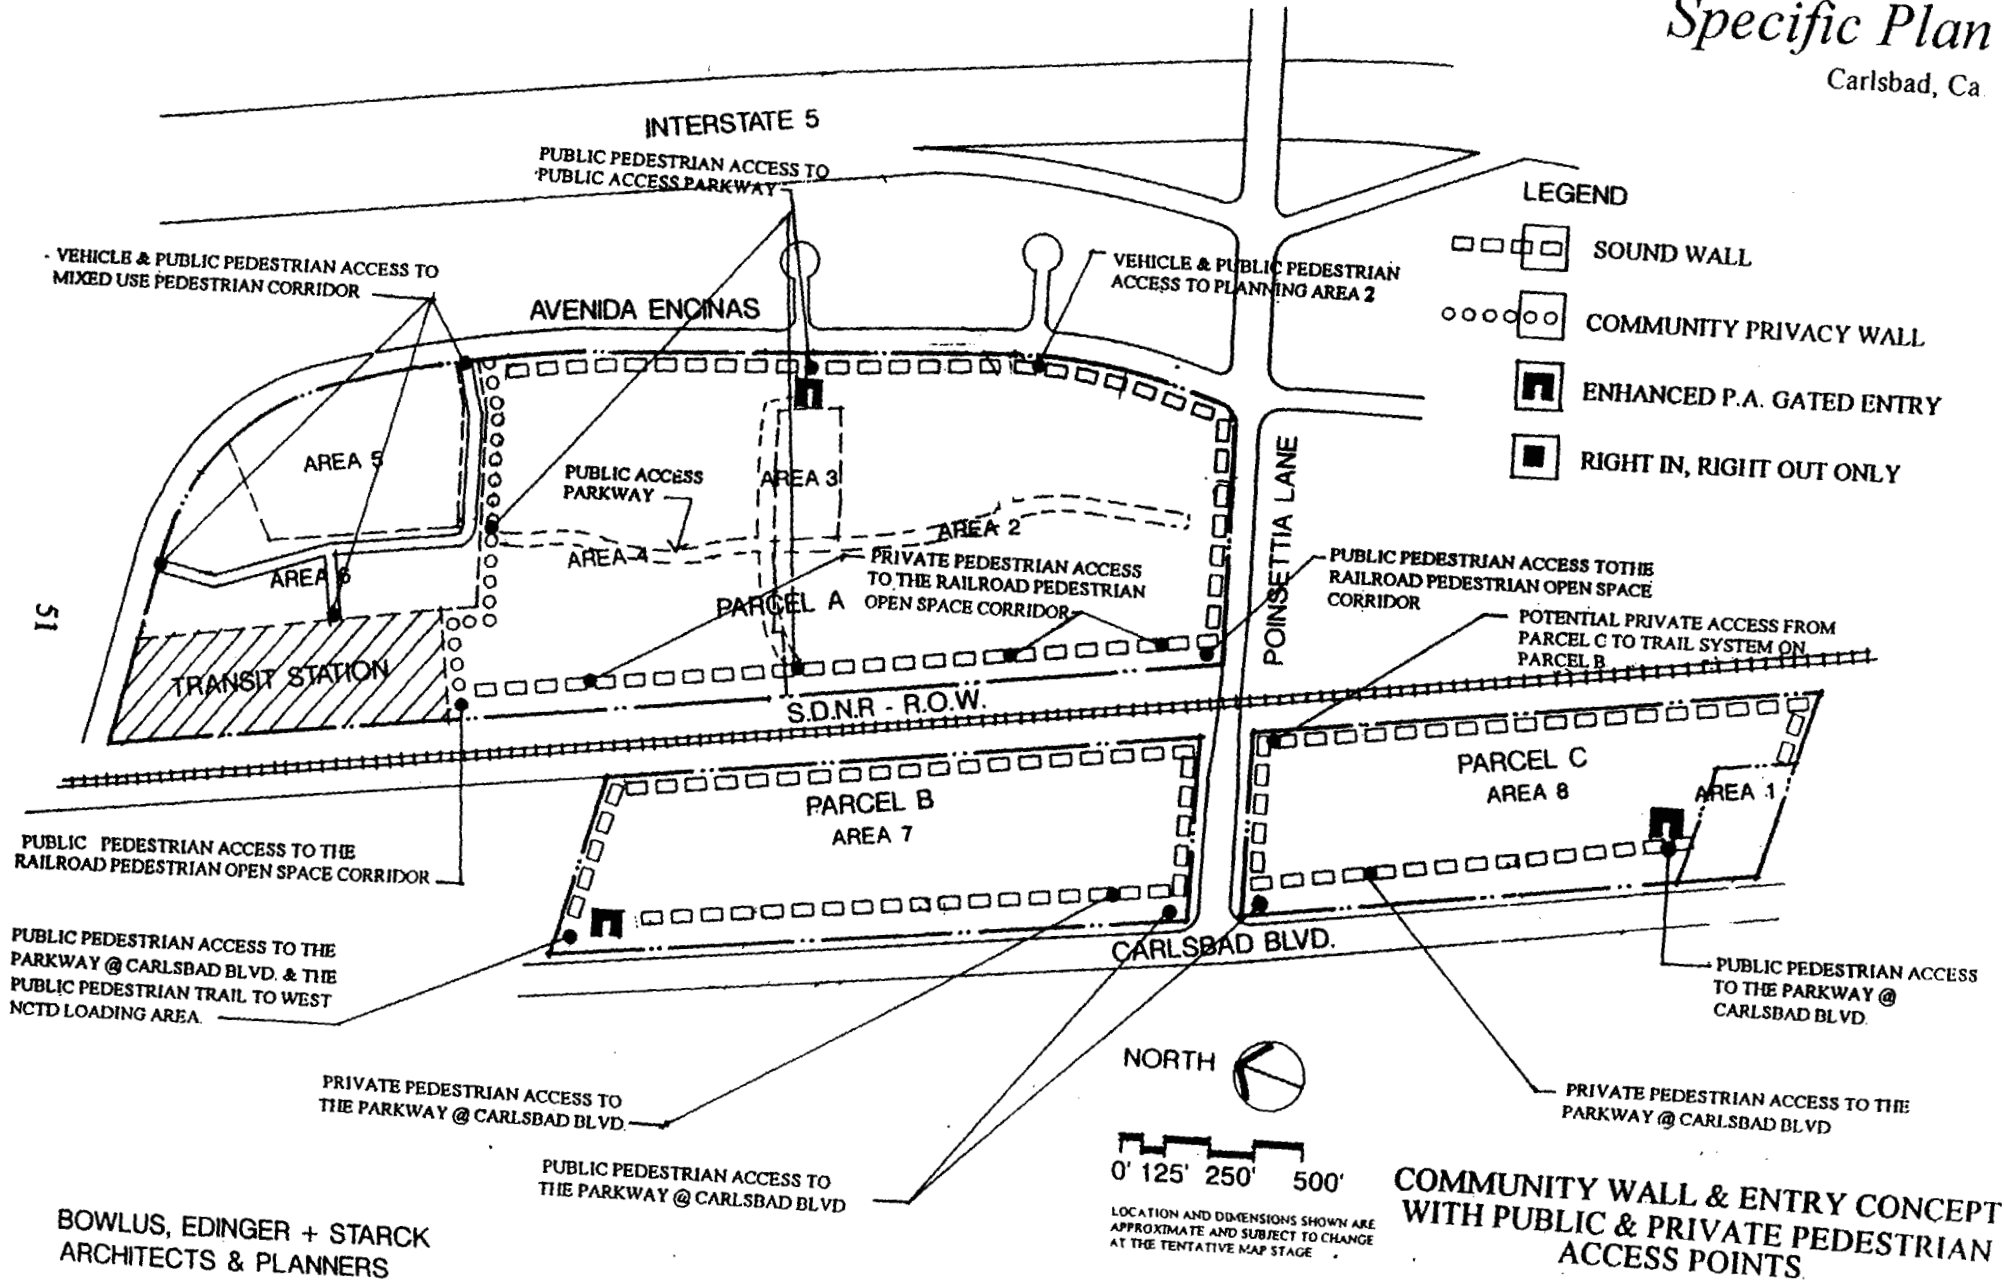 Specific Plan
Carlsbad, Ca.
INTERSTATE 5
PUBLIC PEDESTRIAN ACCESS TO
PUBLIC ACCESS PARKWAY
LEGEND
SOUND WALL
COMMUNITY PRIVACY WALL
ENHANCED P.A. GATED ENTRY
RIGHT IN, RIGHT OUT ONLY
VEHICLE & PUBLIC PEDESTRIAN ACCESS TO
MIXED USE PEDESTRIAN CORRIDOR
VEHICLE & PUBLIC PEDESTRIAN
ACCESS TO PLANNING AREA 2
AVENIDA ENCINAS
AREA 5
PUBLIC ACCESS
PARKWAY
AREA 3
POINSETTIA LANE
AREA 2
AREA 4
AREA 6
PRIVATE PEDESTRIAN ACCESS
TO THE RAILROAD PEDESTRIAN
OPEN SPACE CORRIDOR
PARCEL A
PUBLIC PEDESTRIAN ACCESS TOTHE
RAILROAD PEDESTRIAN OPEN SPACE
CORRIDOR
POTENTIAL PRIVATE ACCESS FROM
PARCEL C TO TRAIL SYSTEM ON
PARCEL B
51
TRANSIT STATION
S.D.N.R - R.O.W.
PARCEL B
AREA 7
PARCEL C
AREA 8
AREA 1
PUBLIC PEDESTRIAN ACCESS TO THE
RAILROAD PEDESTRIAN OPEN SPACE CORRIDOR
CARLSBAD BLVD.
PUBLIC PEDESTRIAN ACCESS TO THE
PARKWAY @ CARLSBAD BLVD. & THE
PUBLIC PEDESTRIAN TRAIL TO WEST
NCTD LOADING AREA.
PUBLIC PEDESTRIAN ACCESS
TO THE PARKWAY @
CARLSBAD BLVD.
PRIVATE PEDESTRIAN ACCESS TO
THE PARKWAY @ CARLSBAD BLVD.
NORTH
PRIVATE PEDESTRIAN ACCESS TO THE
PARKWAY @ CARLSBAD BLVD
PUBLIC PEDESTRIAN ACCESS TO
THE PARKWAY @ CARLSBAD BLVD
0' 125' 250' 500'
LOCATION AND DIMENSIONS SHOWN ARE
APPROXIMATE AND SUBJECT TO CHANGE
AT THE TENTATIVE MAP STAGE
COMMUNITY WALL & ENTRY CONCEPT
WITH PUBLIC & PRIVATE PEDESTRIAN
ACCESS POINTS
BOWLUS, EDINGER + STARCK
ARCHITECTS & PLANNERS